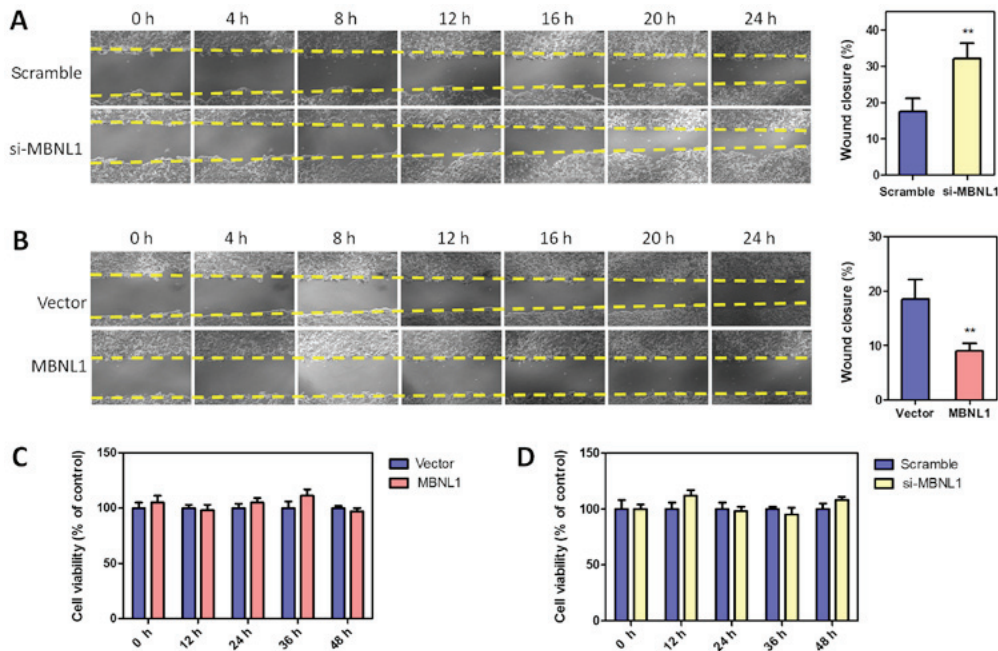 A
0 h 4 h 8 h 12 h 16 h 20 h 24 h
Scramble
si-MBNL1
Wound closure (%)
40
30
20
10
0
**
Scramble si-MBNL1
B
0 h 4 h 8 h 12 h 16 h 20 h 24 h
Vector
MBNL1
Wound closure (%)
30
20
10
0
**
Vector MBNL1
C
Cell viability (% of control)
150
100
50
0
Vector
MBNL1
0 h 12 h 24 h 36 h 48 h
D
Cell viability (% of control)
150
100
50
0
Scramble
si-MBNL1
0 h 12 h 24 h 36 h 48 h